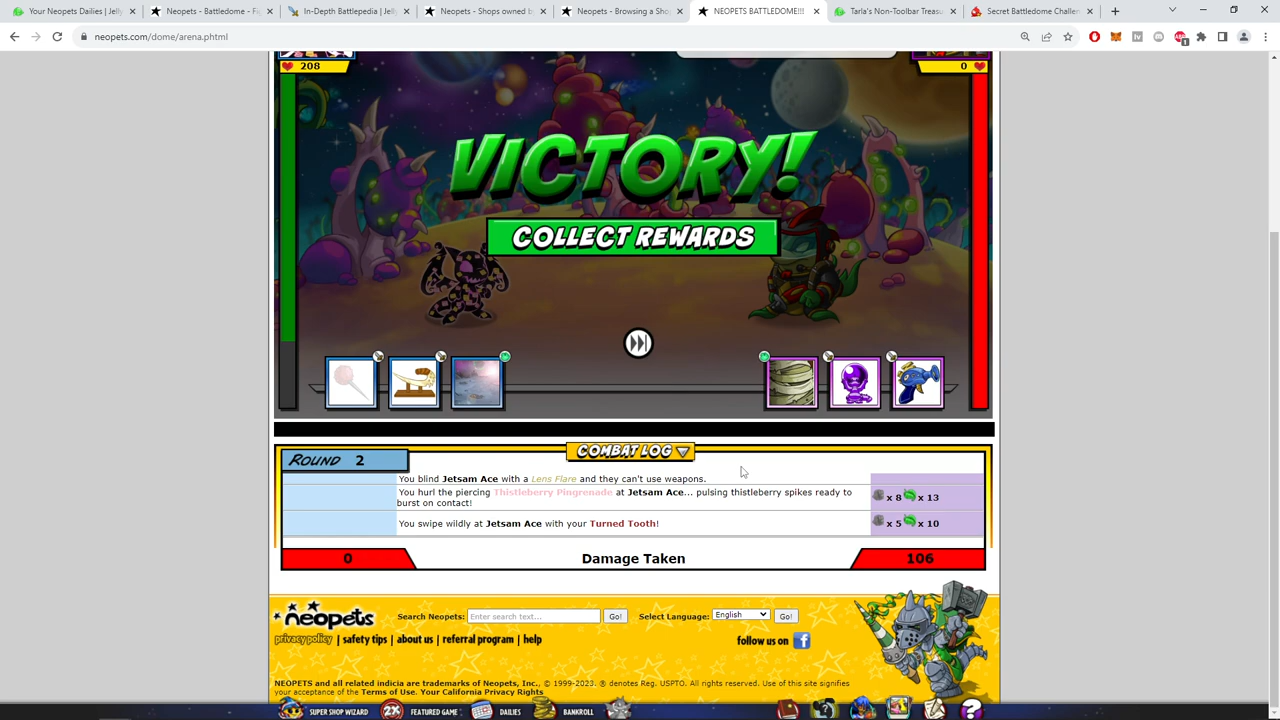 Your Neopets Dailies | Jelly
Neopets - Battledome - Fig
In-Depth Battlepedia | Jelly
Neopets - Shops owned b
Neopets - Browsing a Sho
NEOPETS BATTLEDOME!!!
Tarla's Non-Toolbar Treasu
Secret Battledome Challen
neopets.com/dome/arena.phtml
208
0
VICTORY!
COLLECT REWARDS
COMBAT LOG
ROUND 2
You blind Jetsam Ace with a Lens Flare and they can't use weapons.
You hurl the piercing Thistleberry Pingrenade at Jetsam Ace... pulsing thistleberry spikes ready to
burst on contact!
x 8 x 13
You swipe wildly at Jetsam Ace with your Turned Tooth!
x 5 x 10
0 Damage Taken 106
neopets
Search Neopets: Enter search text... Go! Select Language: English Go!
privacy policy | safety tips | about us | referral program | help
follow us on f
NEOPETS and all related indicia are trademarks of Neopets, Inc., © 1999-2023. ® denotes Reg. USPTO. All rights reserved. Use of this site signifies
your acceptance of the Terms of Use. Your California Privacy Rights
SUPER SHOP WIZARD 2X FEATURED GAME DAILIES BANKROLL ?